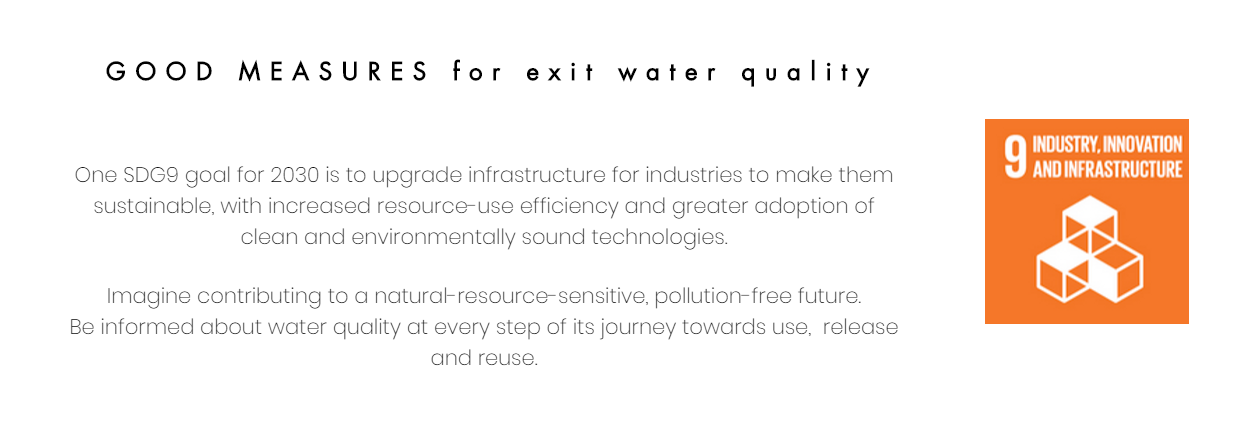 GOOD MEASURES for exit water quality
One SDG9 goal for 2030 is to upgrade infrastructure for industries to make them
sustainable, with increased resource-use efficiency and greater adoption of
clean and environmentally sound technologies.
Imagine contributing to a natural-resource-sensitive, pollution-free future.
Be informed about water quality at every step of its journey towards use,  release
and reuse.
9 INDUSTRY, INNOVATION
AND INFRASTRUCTURE